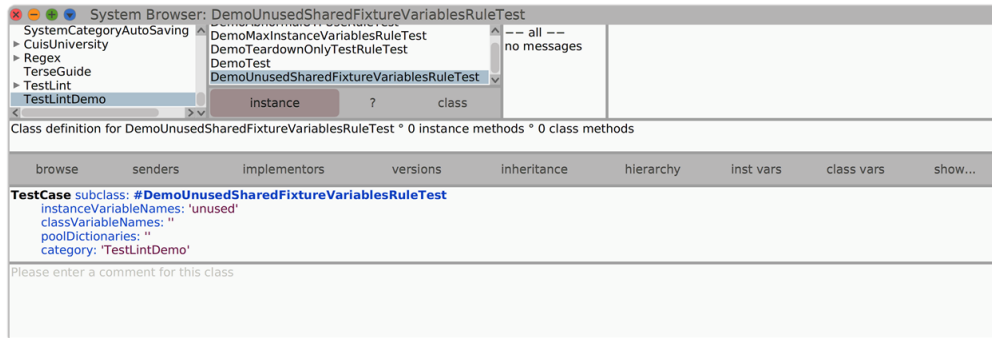 System Browser: DemoUnusedSharedFixtureVariablesRuleTest
SystemCategoryAutoSaving
CuisUniversity
Regex
TerseGuide
TestLint
TestLintDemo
DemoMaxInstanceVariablesRuleTest
DemoTeardownOnlyTestRuleTest
DemoTest
DemoUnusedSharedFixtureVariablesRuleTest
instance ? class
-- all --
no messages
Class definition for DemoUnusedSharedFixtureVariablesRuleTest ° 0 instance methods ° 0 class methods
browse senders implementors versions inheritance hierarchy inst vars class vars show...
TestCase subclass: #DemoUnusedSharedFixtureVariablesRuleTest
instanceVariableNames: 'unused'
classVariableNames: ''
poolDictionaries: ''
category: 'TestLintDemo'
Please enter a comment for this class